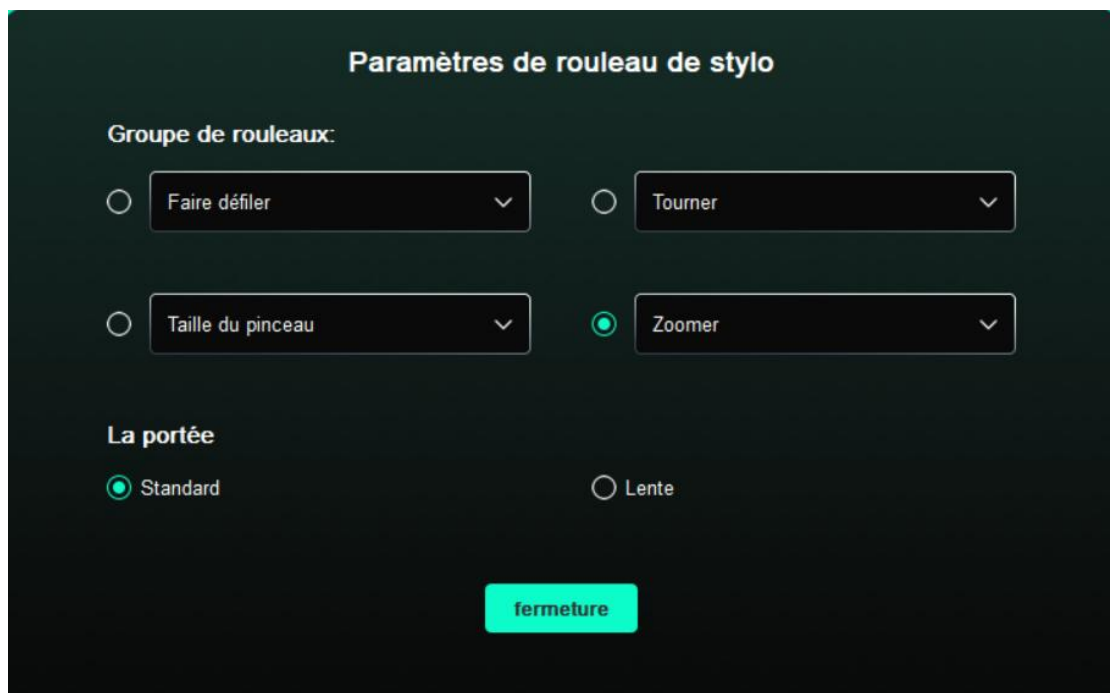 Paramètres de rouleau de stylo
Groupe de rouleaux:
Faire défiler
Tourner
Taille du pinceau
Zoomer
La portée
Standard
Lente
fermeture